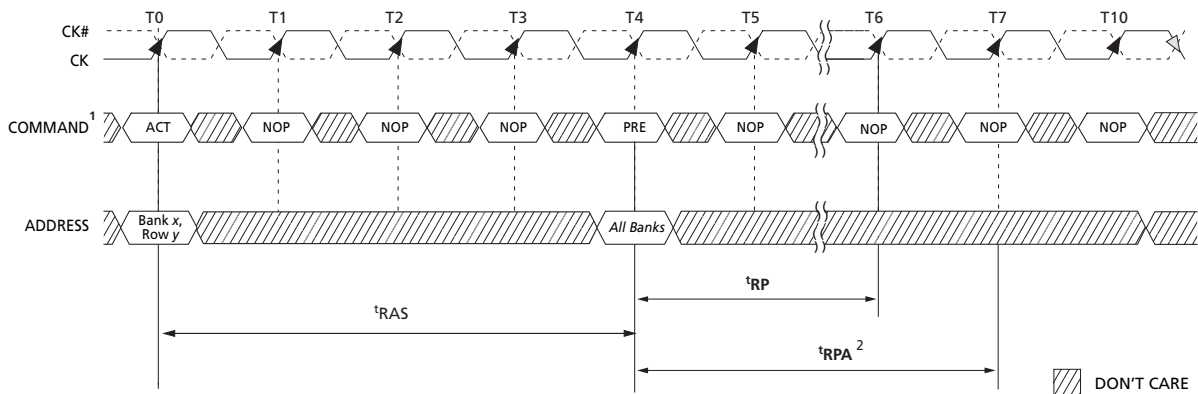 T0 T1 T2 T3 T4 T5 T6 T7 T10
CK#
CK
COMMAND1 ACT NOP NOP NOP PRE NOP NOP NOP NOP
ADDRESS Bank x, Row y All Banks
tRP
tRAS
tRPA 2
DON'T CARE